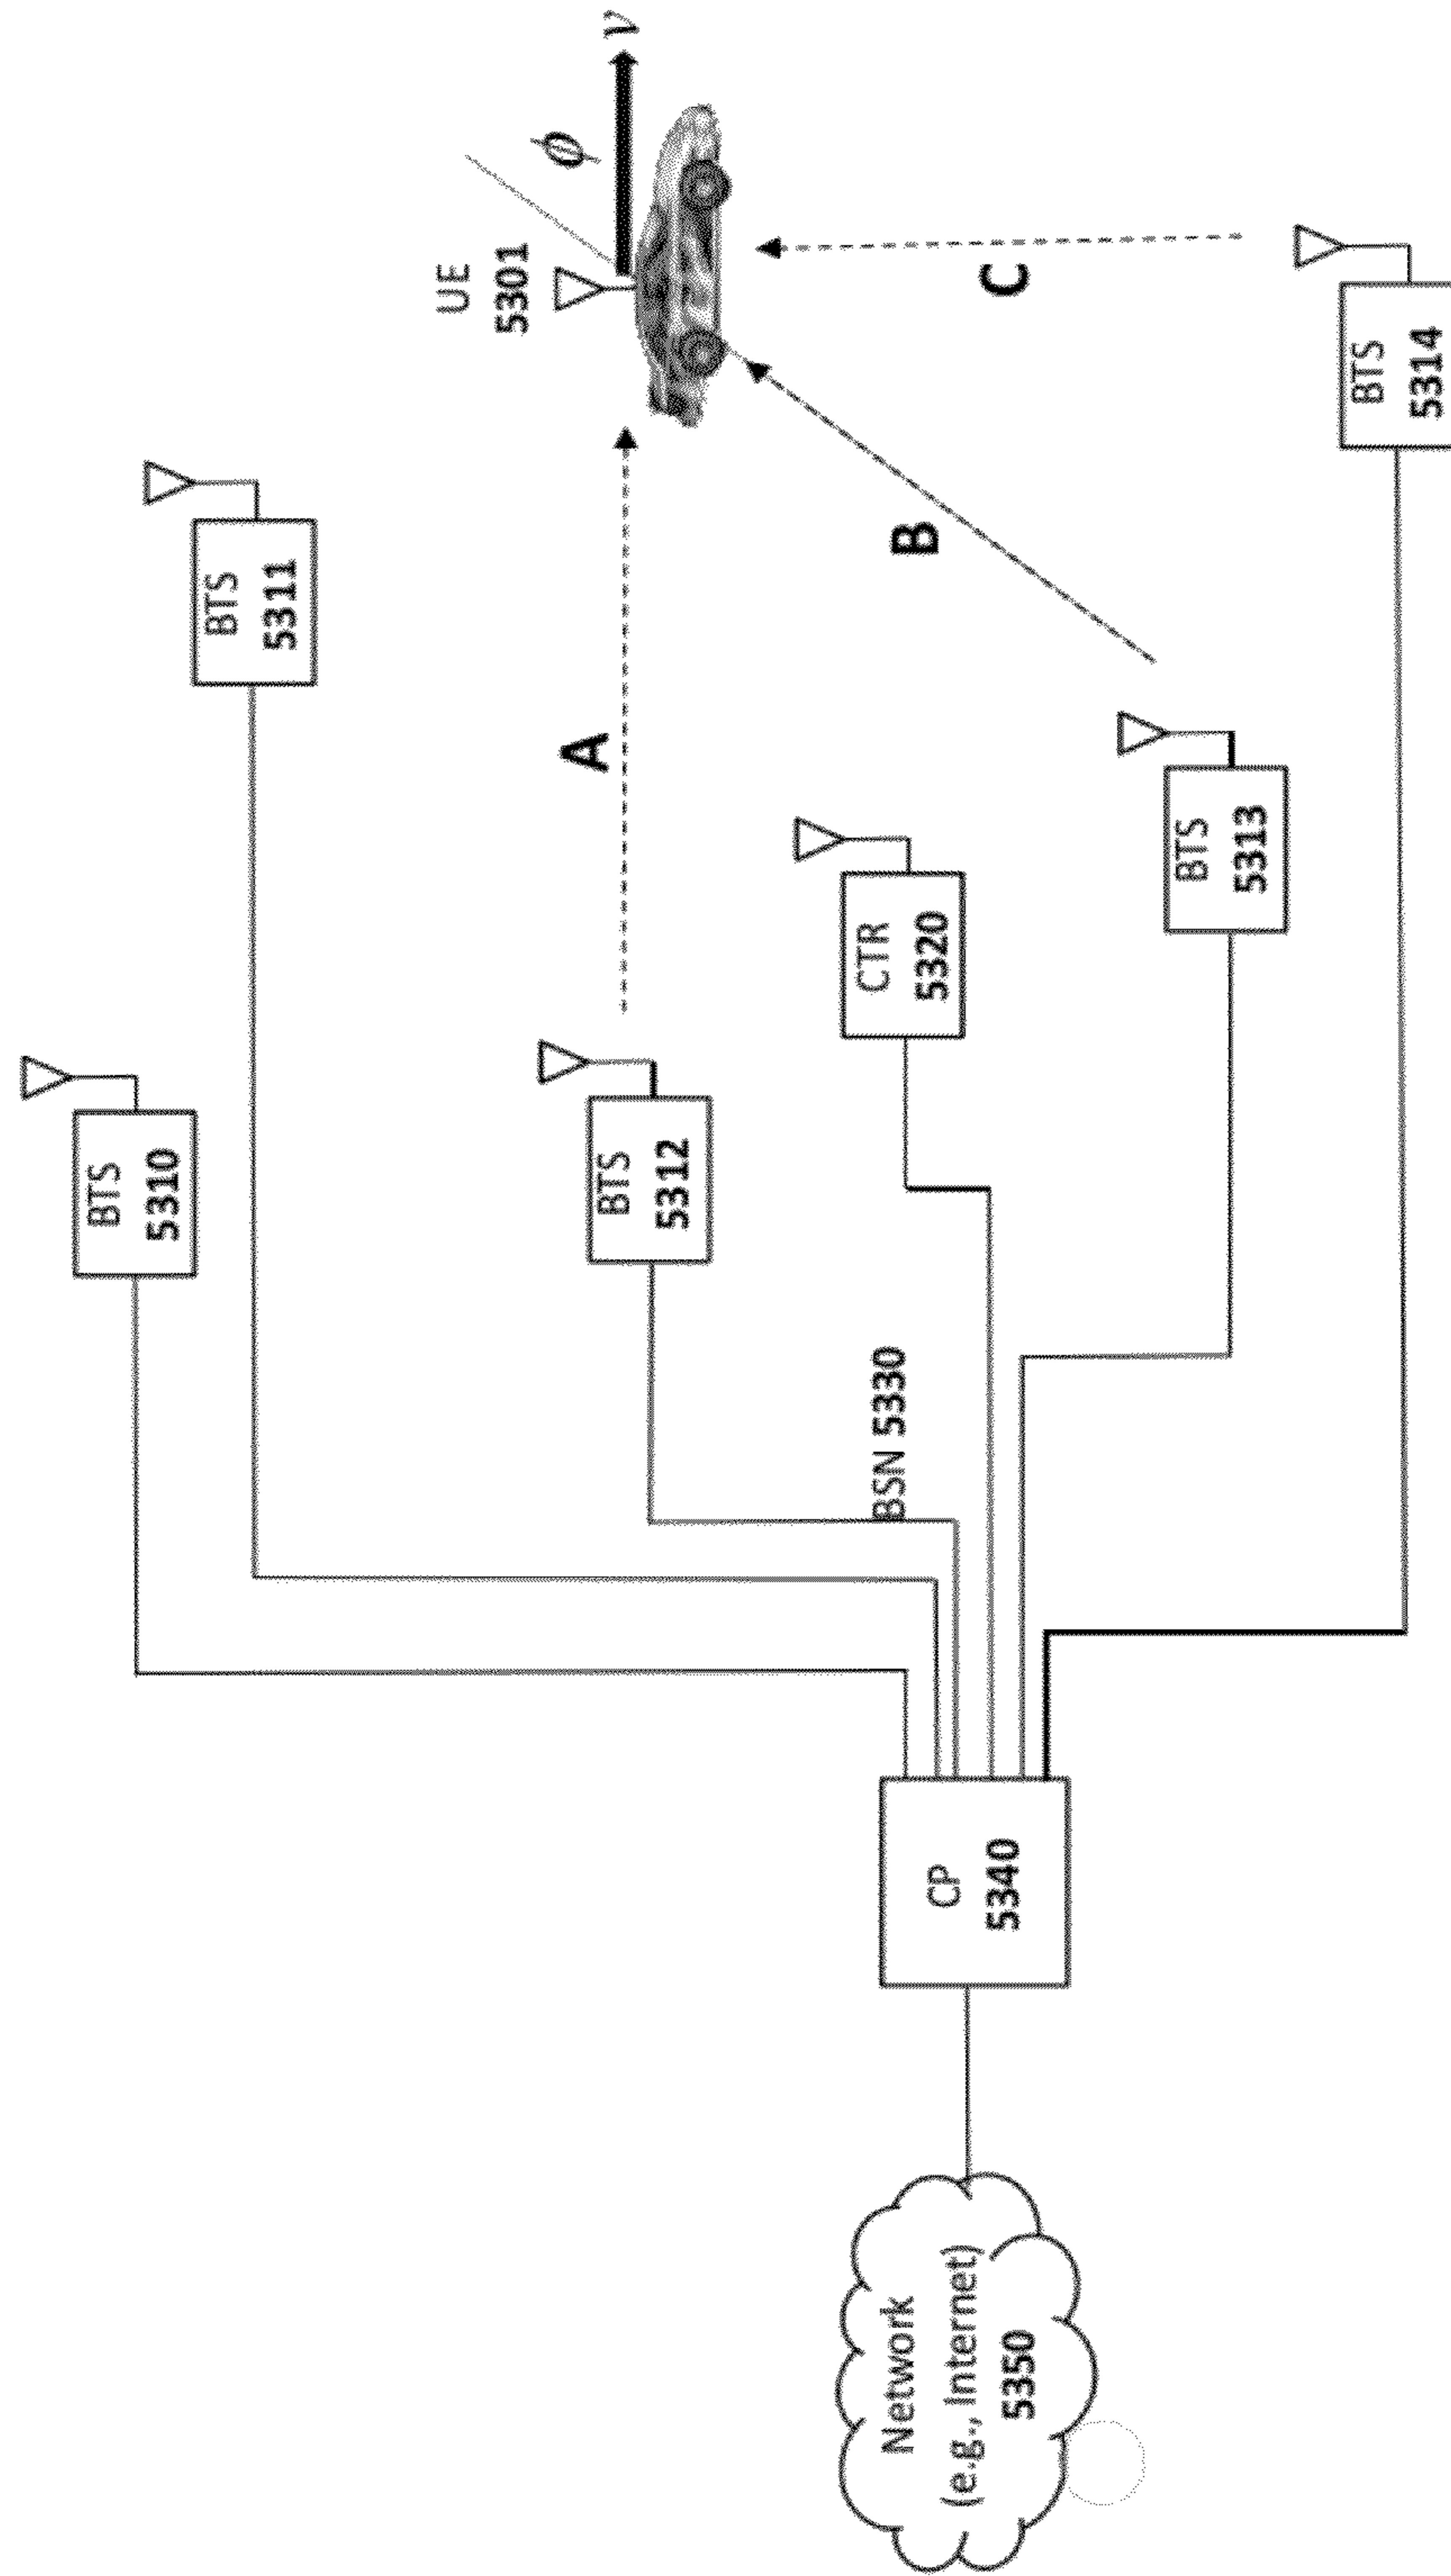 BTS
5310
BTS
5311
UE
5301
ϕ
v
BTS
5312
A
BSN 5330
CTR
5320
B
C
BTS
5313
BTS
5314
CP
5340
Network
(e.g., Internet)
5350